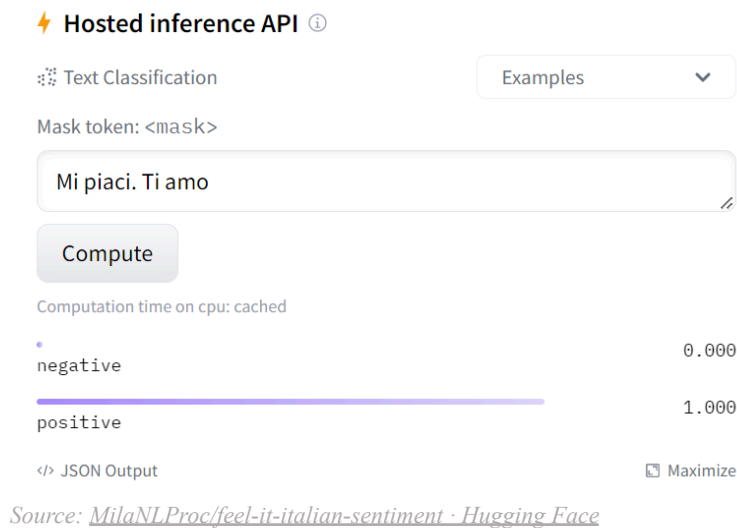 Hosted inference API
Text Classification
Examples
Mask token: <mask>
Mi piaci. Ti amo
Compute
Computation time on cpu: cached
0.000
negative
1.000
positive
</> JSON Output
Maximize
Source: MilaNLProc/feel-it-italian-sentiment · Hugging Face